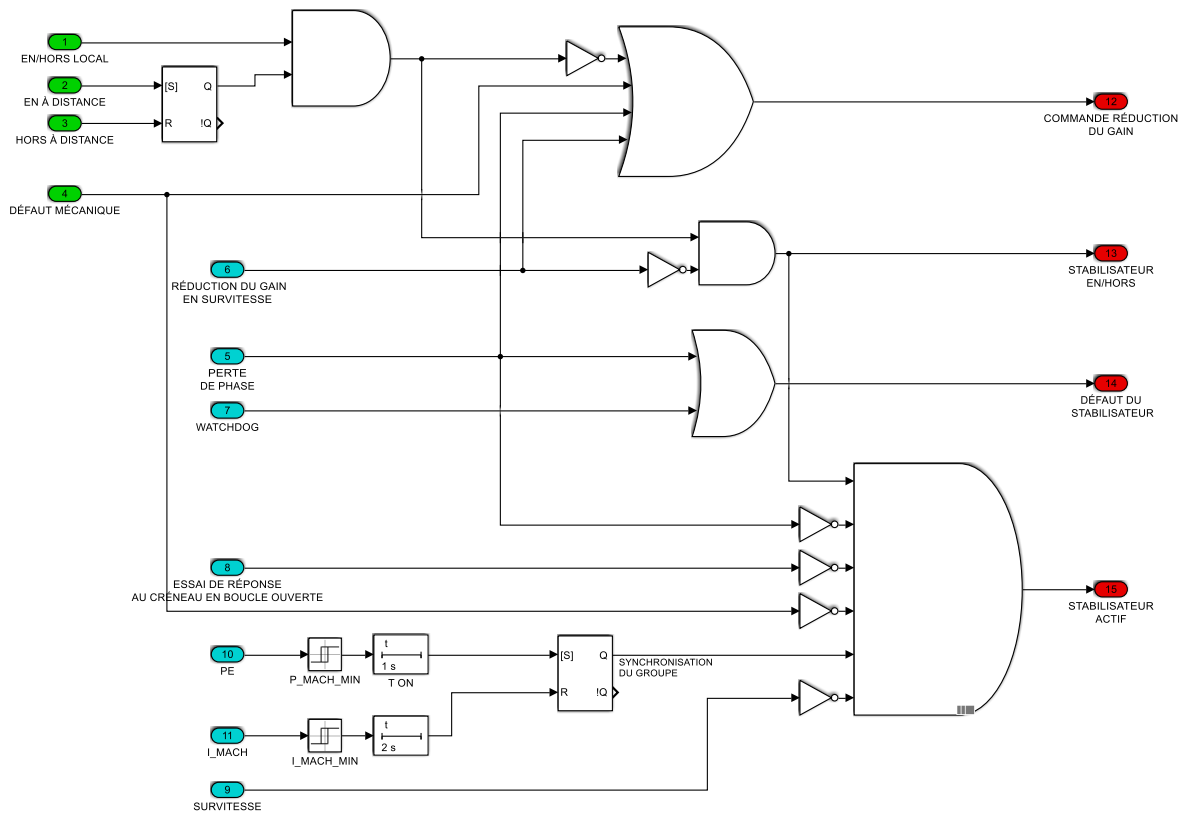 1
EN/HORS LOCAL
2
EN À DISTANCE
3
HORS À DISTANCE
[S]
Q
R
!Q
4
DÉFAUT MÉCANIQUE
12
COMMANDE RÉDUCTION
DU GAIN
6
RÉDUCTION DU GAIN
EN SURVITESSE
13
STABILISATEUR
EN/HORS
5
PERTE
DE PHASE
7
WATCHDOG
14
DÉFAUT DU
STABILISATEUR
8
ESSAI DE RÉPONSE
AU CRÉNEAU EN BOUCLE OUVERTE
15
STABILISATEUR
ACTIF
10
PE
P_MACH_MIN
t
1 s
T ON
[S]
Q
R
!Q
SYNCHRONISATION
DU GROUPE
11
I_MACH
I_MACH_MIN
t
2 s
9
SURVITESSE